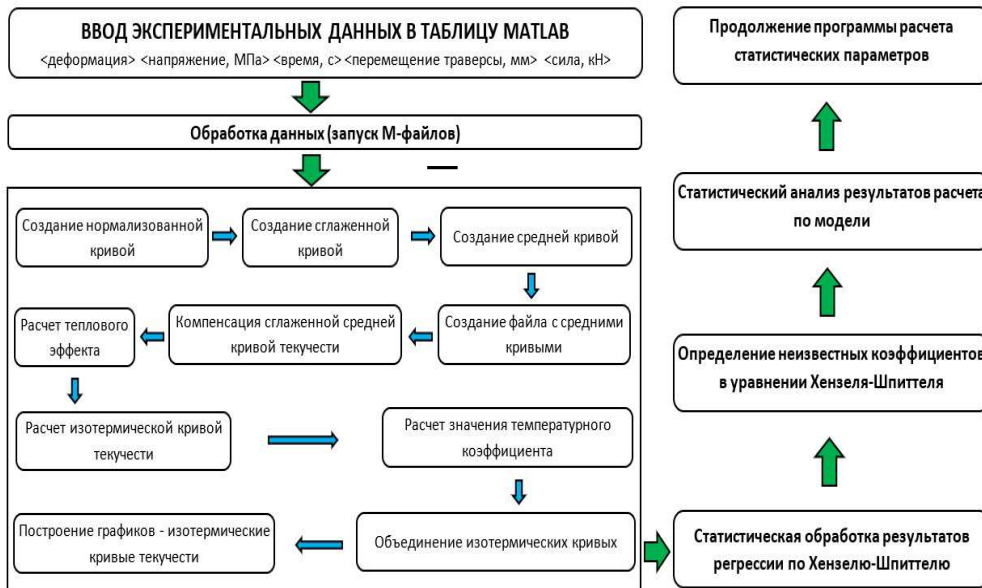 ВВОД ЭКСПЕРИМЕНТАЛЬНЫХ ДАННЫХ В ТАБЛИЦУ MATLAB
<деформация> <напряжение, МПа> <время, с> <перемещение траверсы, мм> <сила, кН>
Обработка данных (запуск М-файлов)
Создание нормализованной
кривой
Создание сглаженной
кривой
Создание средней кривой
Расчет теплового
эффекта
Компенсация сглаженной средней
кривой текучести
Создание файла с средними
кривыми
Расчет изотермической кривой
текучести
Расчет значения температурного
коэффициента
Построение графиков - изотермические
кривые текучести
Объединение изотермических кривых
Продолжение программы расчета
статистических параметров
Статистический анализ результатов расчета
по модели
Определение неизвестных коэффициентов
в уравнении Хензеля-Шпиттеля
Статистическая обработка результатов
регрессии по Хензелю-Шпиттелю